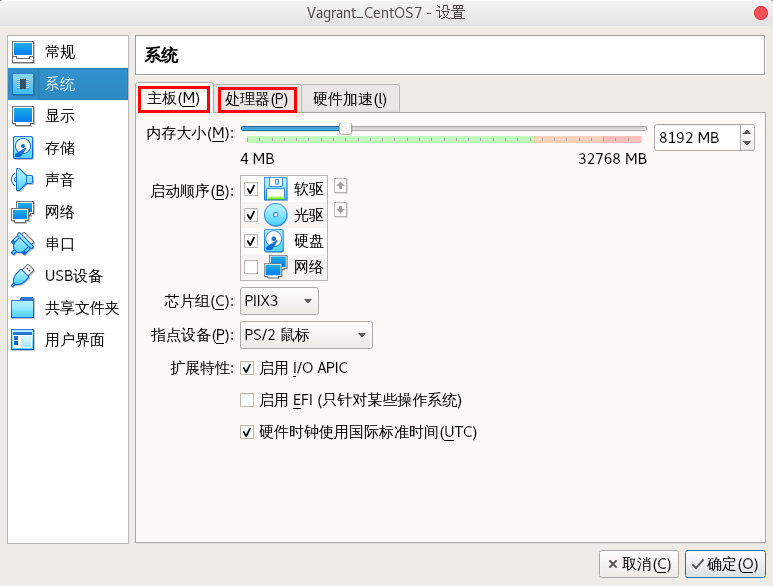 Vagrant_CentOS7 - 设置
常规
系统
显示
存储
声音
网络
串口
USB设备
共享文件夹
用户界面
系统
主板(M) 处理器(P) 硬件加速(l)
内存大小(M): 8192 MB
4 MB 32768 MB
启动顺序(B): 软驱
光驱
硬盘
网络
芯片组(C): PIIX3
指点设备(P): PS/2 鼠标
扩展特性: 启用 I/O APIC
启用 EFI (只针对某些操作系统)
硬件时钟使用国际标准时间(UTC)
取消(C) 确定(O)